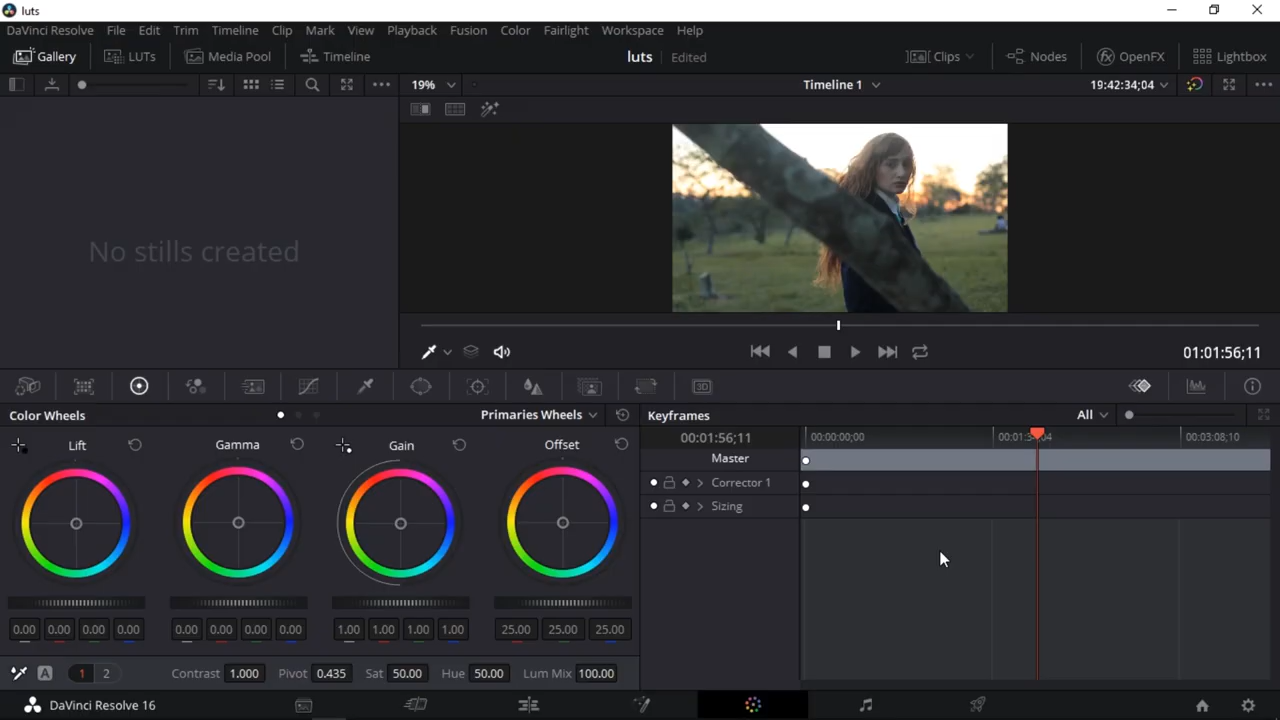 luts
DaVinci Resolve File Edit Trim Timeline Clip Mark View Playback Fusion Color Fairlight Workspace Help
Gallery LUTs Media Pool Timeline luts Edited Clips Nodes OpenFX Lightbox
19% Timeline 1 19:42:34;04
No stills created
01:01:56;11
3D
Color Wheels Primaries Wheels Keyframes All
Lift Gamma Gain Offset
00:01:56;11 00:00:00;00 00:01:34;04 00:03:08;10
Master
Corrector 1
Sizing
0.00 0.00 0.00 0.00 0.00 0.00 0.00 0.00 1.00 1.00 1.00 1.00 25.00 25.00 25.00
A 1 2 Contrast 1.000 Pivot 0.435 Sat 50.00 Hue 50.00 Lum Mix 100.00
DaVinci Resolve 16